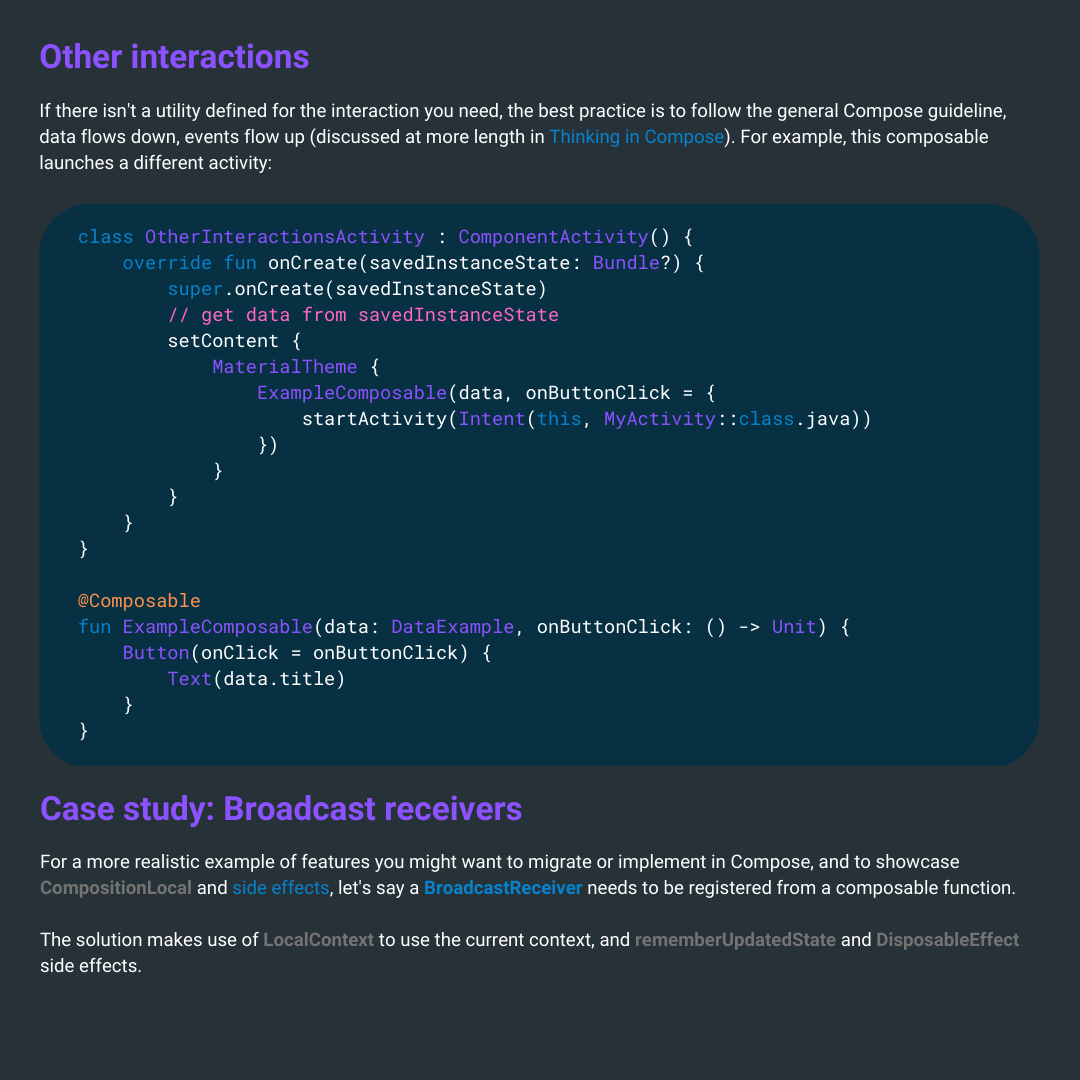 Other interactions
If there isn't a utility defined for the interaction you need, the best practice is to follow the general Compose guideline,
data flows down, events flow up (discussed at more length in Thinking in Compose). For example, this composable
launches a different activity:
class OtherInteractionsActivity : ComponentActivity() {
    override fun onCreate(savedInstanceState: Bundle?) {
        super.onCreate(savedInstanceState)
        // get data from savedInstanceState
        setContent {
            MaterialTheme {
                ExampleComposable(data, onButtonClick = {
                    startActivity(Intent(this, MyActivity::class.java))
                })
            }
        }
    }
}
@Composable
fun ExampleComposable(data: DataExample, onButtonClick: () -> Unit) {
    Button(onClick = onButtonClick) {
        Text(data.title)
    }
}
Case study: Broadcast receivers
For a more realistic example of features you might want to migrate or implement in Compose, and to showcase
CompositionLocal and side effects, let's say a BroadcastReceiver needs to be registered from a composable function.
The solution makes use of LocalContext to use the current context, and rememberUpdatedState and DisposableEffect
side effects.